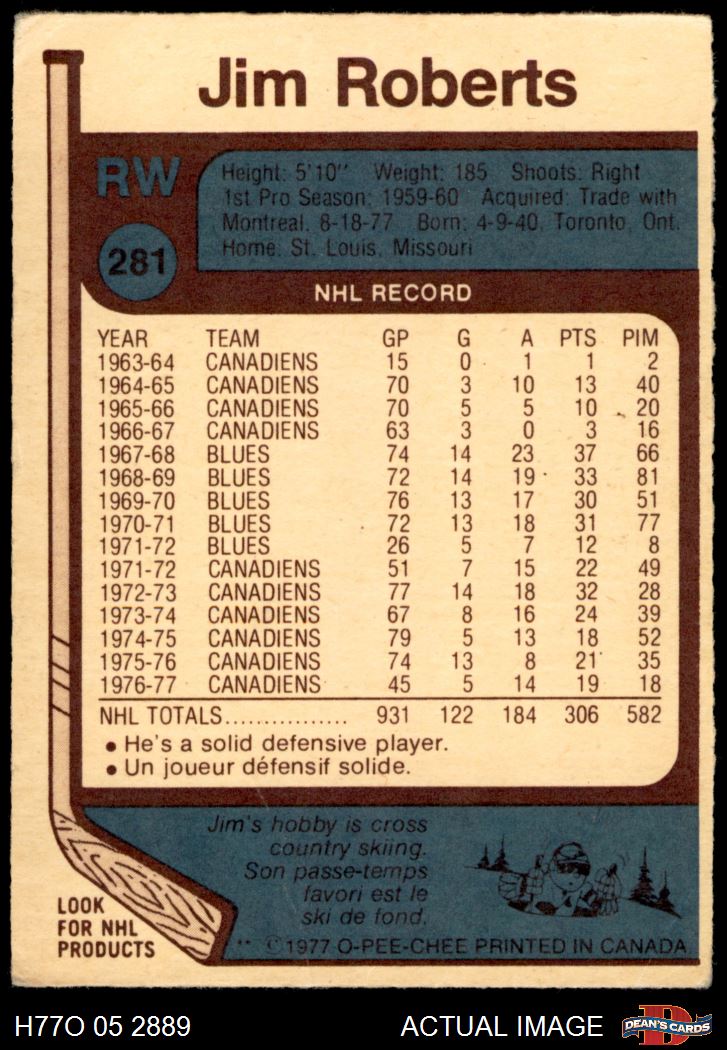 Jim Roberts
RW
Height: 5'10" Weight: 185 Shoots: Right
1st Pro Season: 1959-60 Acquired: Trade with
Montreal, 8-18-77 Born: 4-9-40, Toronto, Ont.
Home: St. Louis, Missouri
281
NHL RECORD
YEAR TEAM GP G A PTS PIM
1963-64 CANADIENS 15 0 1 1 2
1964-65 CANADIENS 70 3 10 13 40
1965-66 CANADIENS 70 5 5 10 20
1966-67 CANADIENS 63 3 0 3 16
1967-68 BLUES 74 14 23 37 66
1968-69 BLUES 72 14 19 33 81
1969-70 BLUES 76 13 17 30 51
1970-71 BLUES 72 13 18 31 77
1971-72 BLUES 26 5 7 12 8
1971-72 CANADIENS 51 7 15 22 49
1972-73 CANADIENS 77 14 18 32 28
1973-74 CANADIENS 67 8 16 24 39
1974-75 CANADIENS 79 5 13 18 52
1975-76 CANADIENS 74 13 8 21 35
1976-77 CANADIENS 45 5 14 19 18
NHL TOTALS................ 931 122 184 306 582
• He's a solid defensive player.
• Un joueur défensif solide.
Jim's hobby is cross
country skiing.
Son passe-temps
favori est le
ski de fond.
LOOK
FOR NHL
PRODUCTS
** © 1977 O-PEE-CHEE PRINTED IN CANADA
H77O 05 2889 ACTUAL IMAGE
D
DEAN'S CARDS